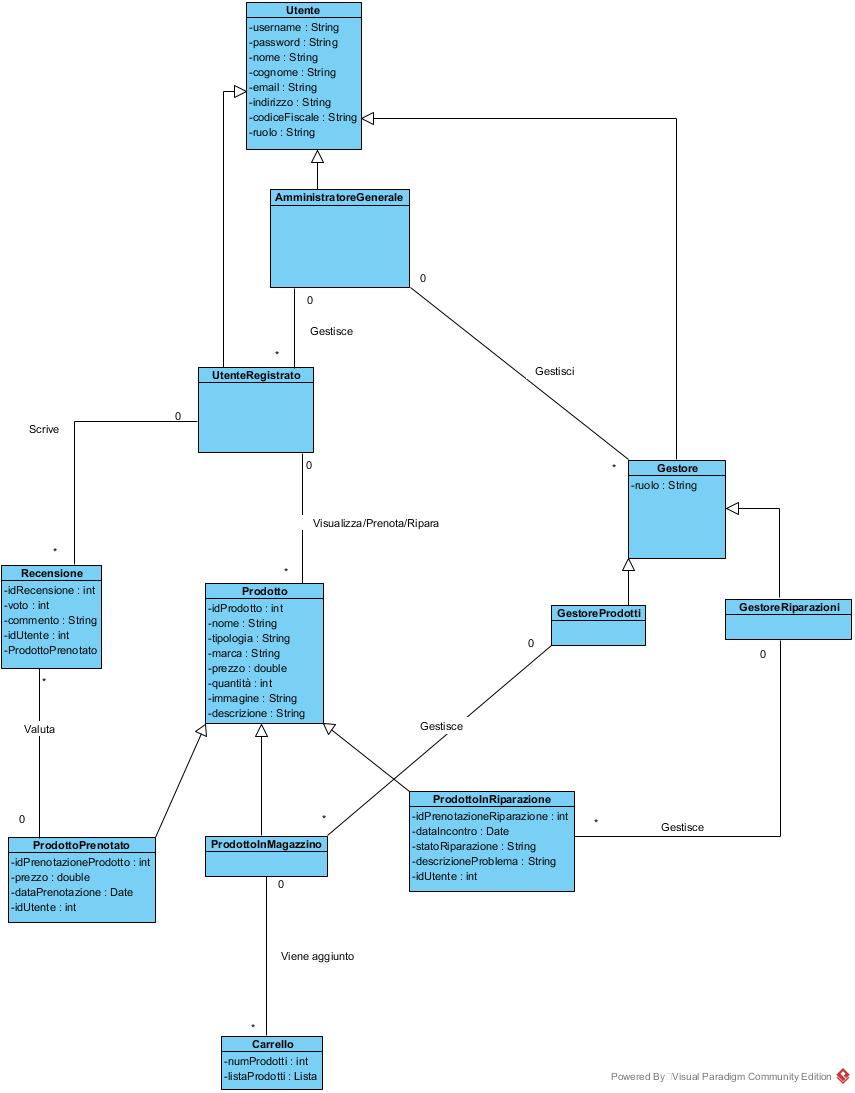 Utente
-username : String
-password : String
-nome : String
-cognome : String
-email : String
-indirizzo : String
-codiceFiscale : String
-ruolo : String
AmministratoreGenerale
0
0
Gestisce
*
Gestisci
UtenteRegistrato
0
Scrive
0
*
Gestore
-ruolo : String
Visualizza/Prenota/Ripara
*
*
Recensione
-idRecensione : int
-voto : int
-commento : String
-idUtente : int
-ProdottoPrenotato
Prodotto
-idProdotto : int
-nome : String
-tipologia : String
-marca : String
-prezzo : double
-quantità : int
-immagine : String
-descrizione : String
GestoreProdotti
GestoreRiparazioni
0
0
*
Valuta
0
Gestisce
*
ProdottoInRiparazione
-idPrenotazioneRiparazione : int
-dataIncontro : Date
-statoRiparazione : String
-descrizioneProblema : String
-idUtente : int
*
Gestisce
ProdottoPrenotato
-idPrenotazioneProdotto : int
-prezzo : double
-dataPrenotazione : Date
-idUtente : int
ProdottoInMagazzino
0
Viene aggiunto
*
Carrello
-numProdotti : int
-listaProdotti : Lista
Powered By Visual Paradigm Community Edition